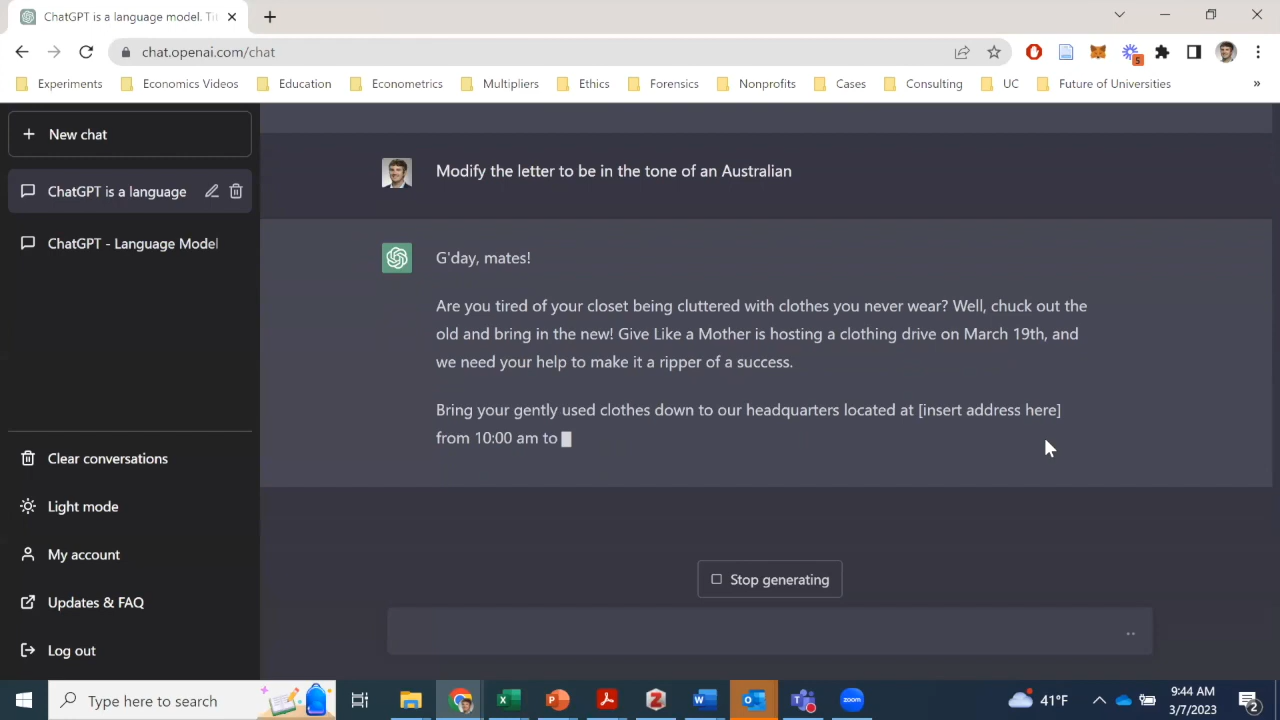 ChatGPT is a language model. Ti
chat.openai.com/chat
5
Experiments
Economics Videos
Education
Econometrics
Multipliers
Ethics
Forensics
Nonprofits
Cases
Consulting
UC
Future of Universities
»
New chat
ChatGPT is a language
ChatGPT - Language Model
Clear conversations
Light mode
My account
Updates & FAQ
Log out
Modify the letter to be in the tone of an Australian
G'day, mates!
Are you tired of your closet being cluttered with clothes you never wear? Well, chuck out the
old and bring in the new! Give Like a Mother is hosting a clothing drive on March 19th, and
we need your help to make it a ripper of a success.
Bring your gently used clothes down to our headquarters located at [insert address here]
from 10:00 am to
Stop generating
Type here to search
zoom
41°F
9:44 AM
3/7/2023
2